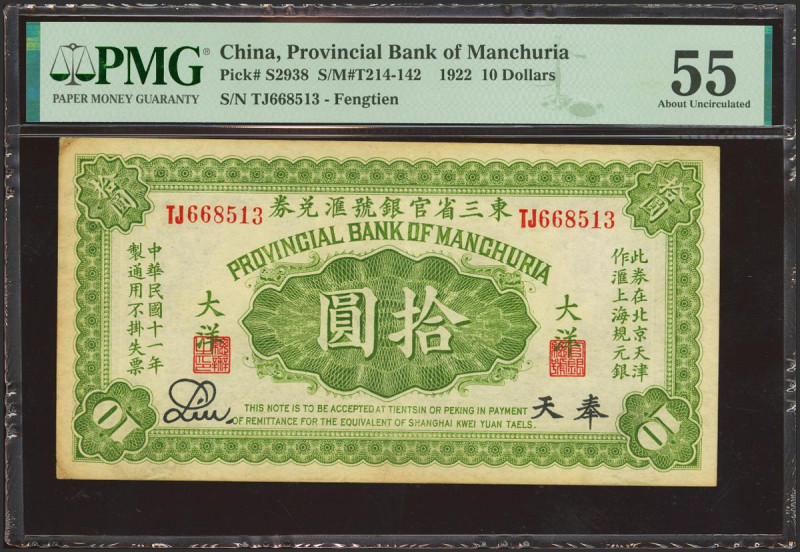 PMG®
PAPER MONEY GUARANTY
China, Provincial Bank of Manchuria
Pick# S2938 S/M#T214-142 1922 10 Dollars
S/N TJ668513 - Fengtien
55
About Uncirculated
拾圓
拾圓
券兌滙號銀官省三東
TJ668513
TJ668513
PROVINCIAL BANK OF MANCHURIA
此券在北京天津
作滙上海規元銀
中華民國十一年
製通用不掛失票
大洋
大洋
圓拾
Liu
天奉
THIS NOTE IS TO BE ACCEPTED AT TIENTSIN OR PEKING IN PAYMENT
OF REMITTANCE FOR THE EQUIVALENT OF SHANGHAI KWEI YUAN TAELS.
10
10